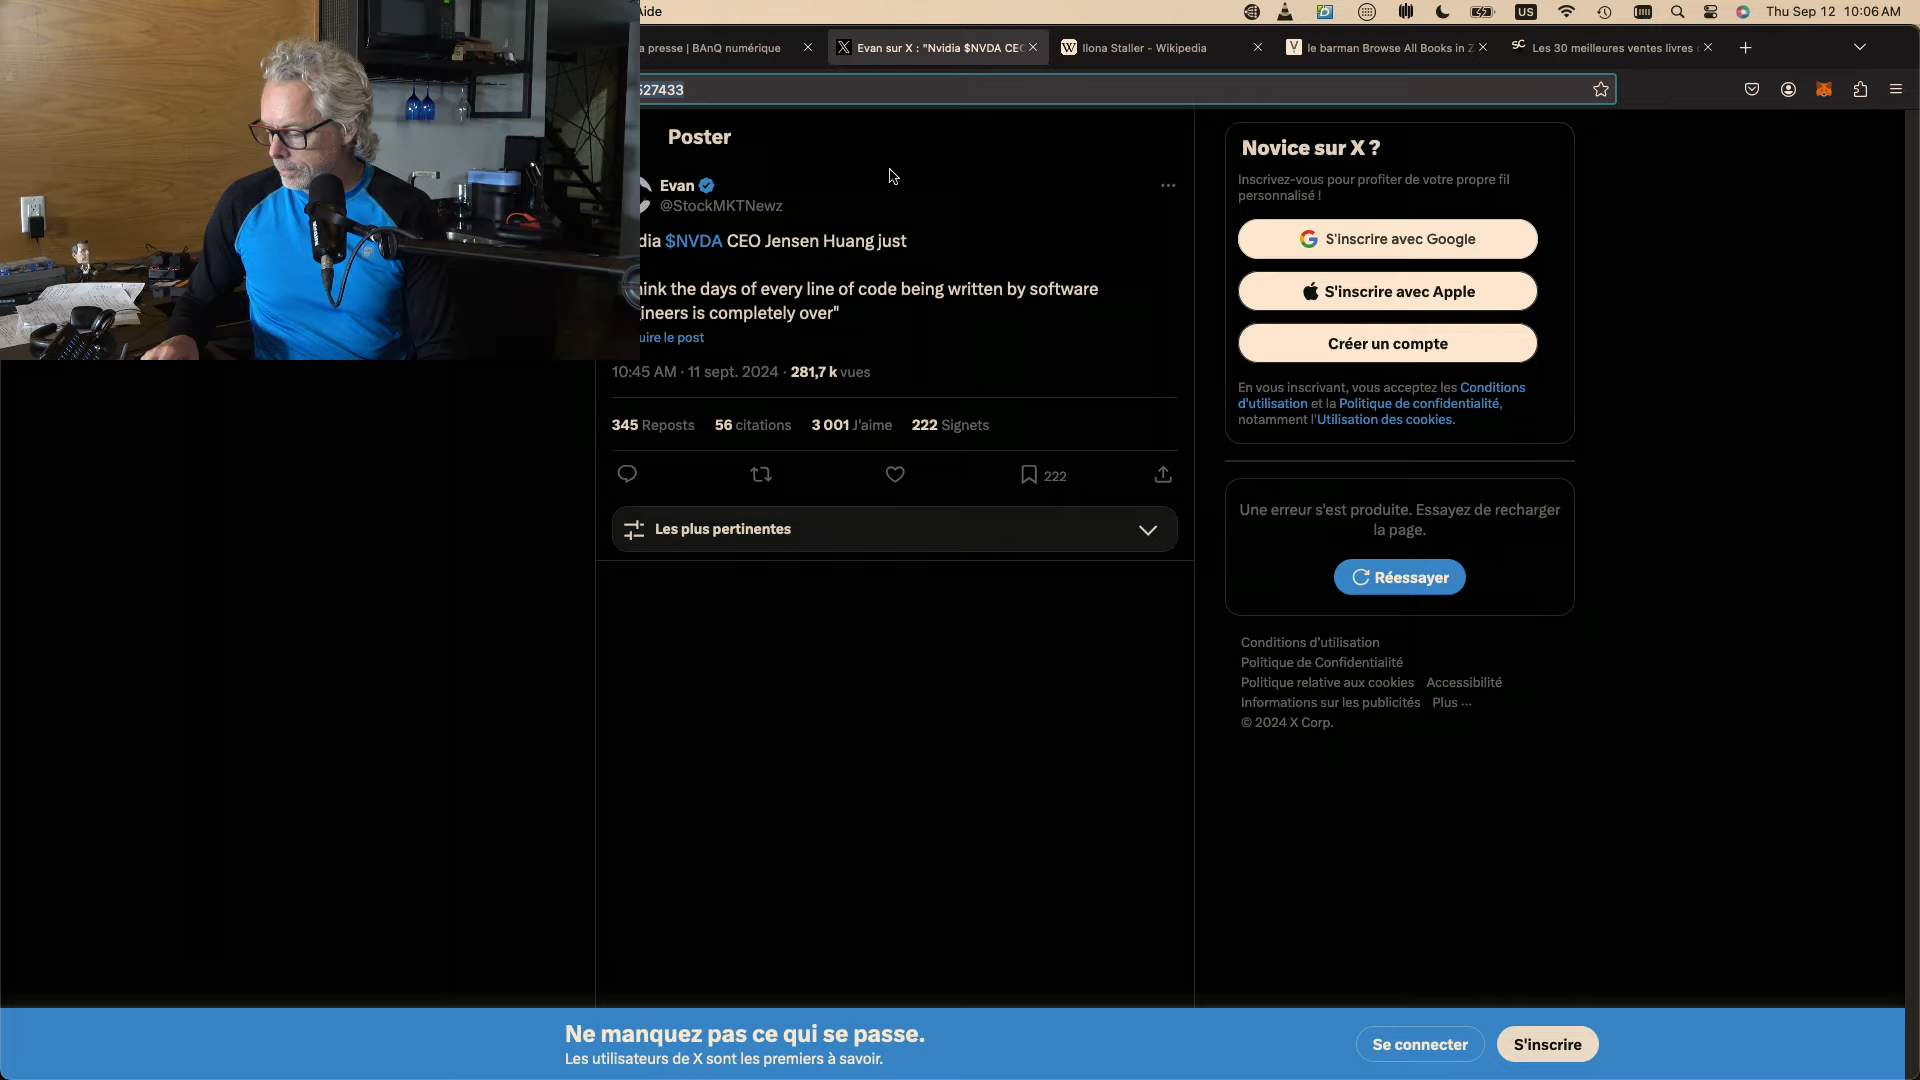 Aide
US
Thu Sep 12 10:06 AM
a presse | BAnQ numérique
Evan sur X : "Nvidia $NVDA CEO
Ilona Staller - Wikipedia
le barman Browse All Books in Z
Les 30 meilleures ventes livres
527433
Poster
Evan
@StockMKTNewz
dia $NVDA CEO Jensen Huang just
ink the days of every line of code being written by software
ineers is completely over"
uire le post
10:45 AM · 11 sept. 2024 · 281,7 k vues
345 Reposts 56 citations 3 001 J'aime 222 Signets
222
Les plus pertinentes
Novice sur X ?
Inscrivez-vous pour profiter de votre propre fil
personnalisé !
S'inscrire avec Google
S'inscrire avec Apple
Créer un compte
En vous inscrivant, vous acceptez les Conditions
d'utilisation et la Politique de confidentialité,
notamment l'Utilisation des cookies.
Une erreur s'est produite. Essayez de recharger
la page.
Réessayer
Conditions d'utilisation
Politique de Confidentialité
Politique relative aux cookies Accessibilité
Informations sur les publicités Plus ···
© 2024 X Corp.
Ne manquez pas ce qui se passe.
Les utilisateurs de X sont les premiers à savoir.
Se connecter
S'inscrire